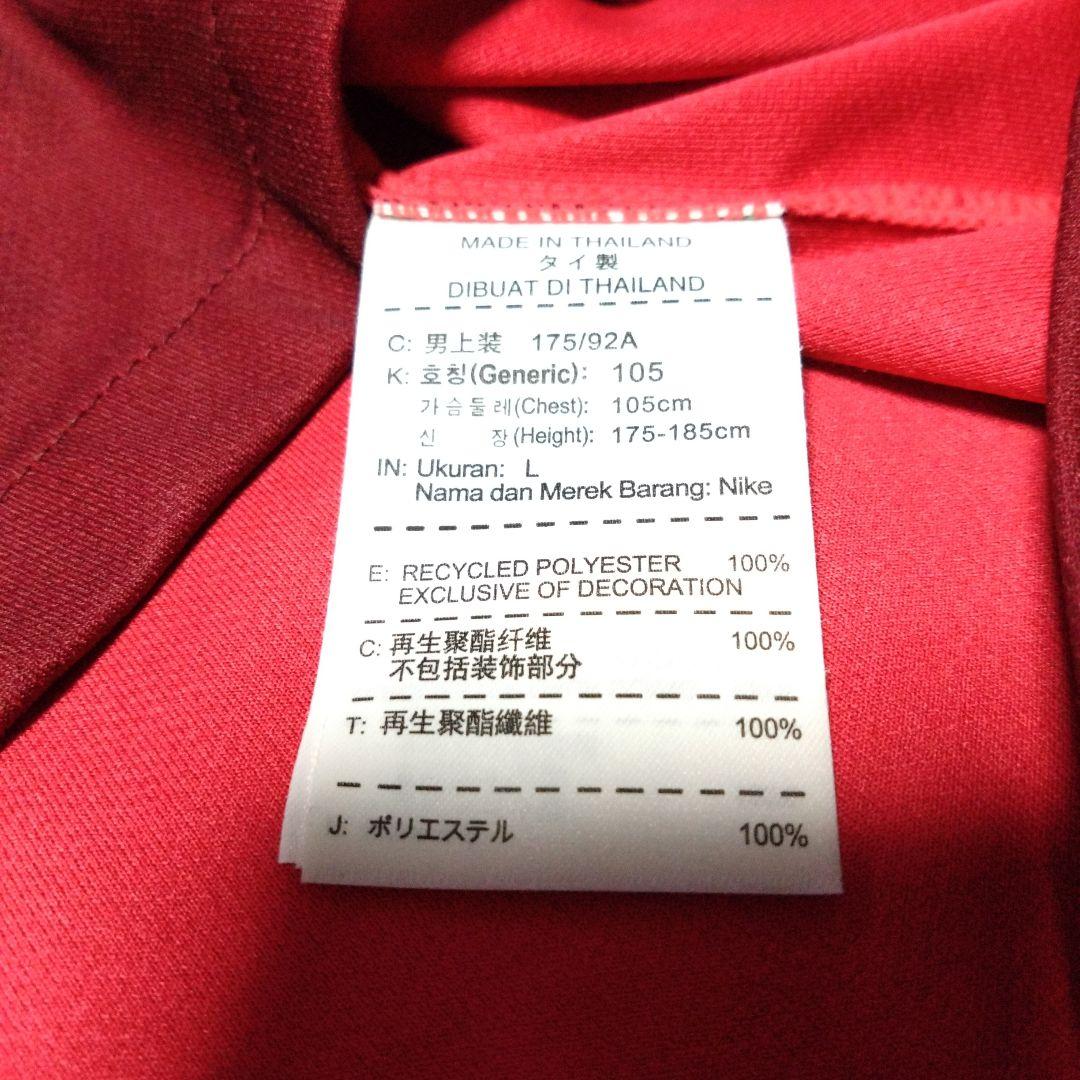 MADE IN THAILAND
タイ製
DIBUAT DI THAILAND
C: 男上装 175/92A
K: 호칭(Generic): 105
가슴둘레(Chest): 105cm
신 장(Height): 175-185cm
IN: Ukuran: L
Nama dan Merek Barang: Nike
E: RECYCLED POLYESTER 100%
EXCLUSIVE OF DECORATION
C: 再生聚酯纤维 100%
不包括装饰部分
T: 再生聚酯纖維 100%
J: ポリエステル 100%